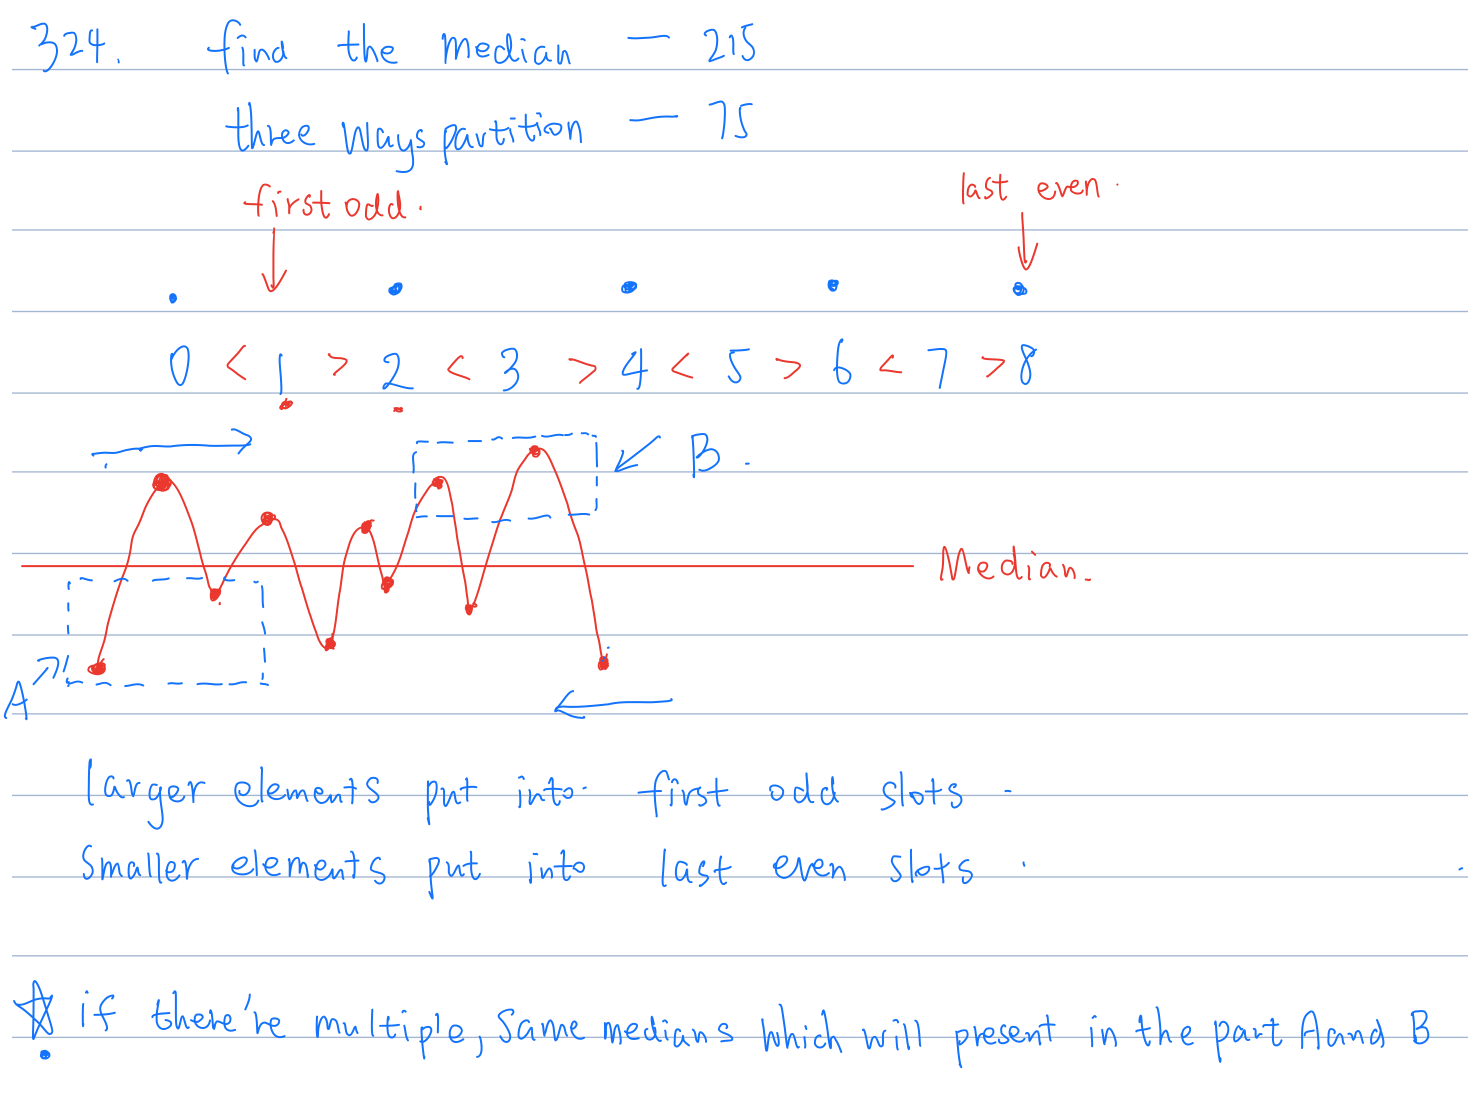 324. find the median — 215
three ways partition — 75
first odd.
last even.
0 < 1 > 2 < 3 > 4 < 5 > 6 < 7 > 8
B.
Median.
A
larger elements put into first odd slots.
Smaller elements put into last even slots.
☆ if there're multiple, same medians which will present in the part A and B